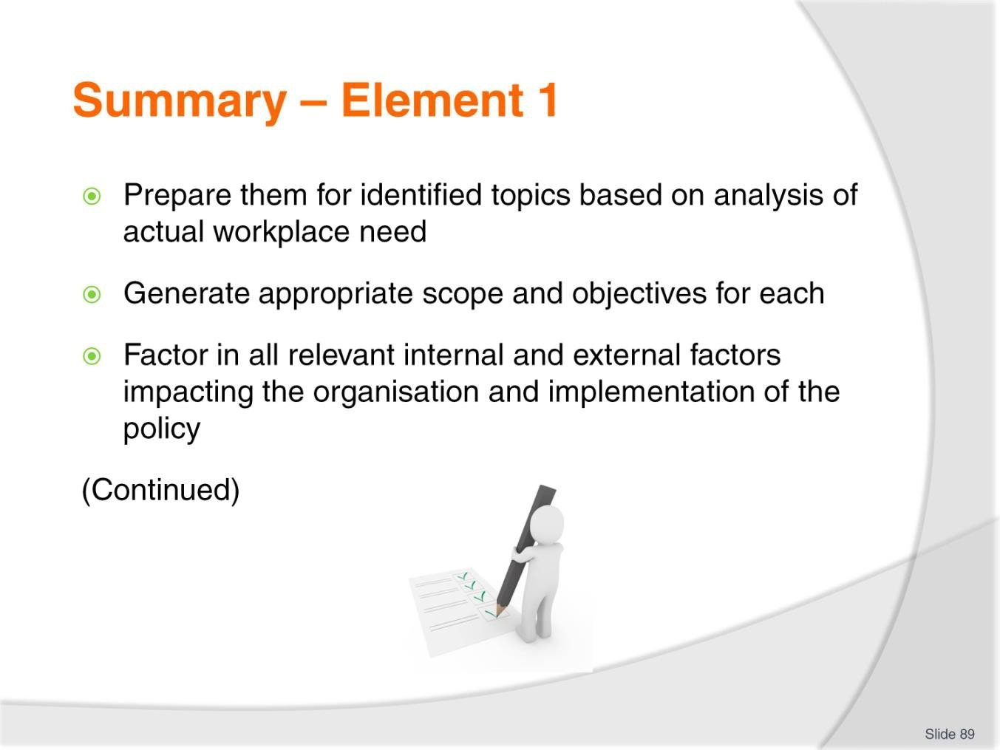 Summary – Element 1
Prepare them for identified topics based on analysis of
actual workplace need
Generate appropriate scope and objectives for each
Factor in all relevant internal and external factors
impacting the organisation and implementation of the
policy
(Continued)
Slide 89